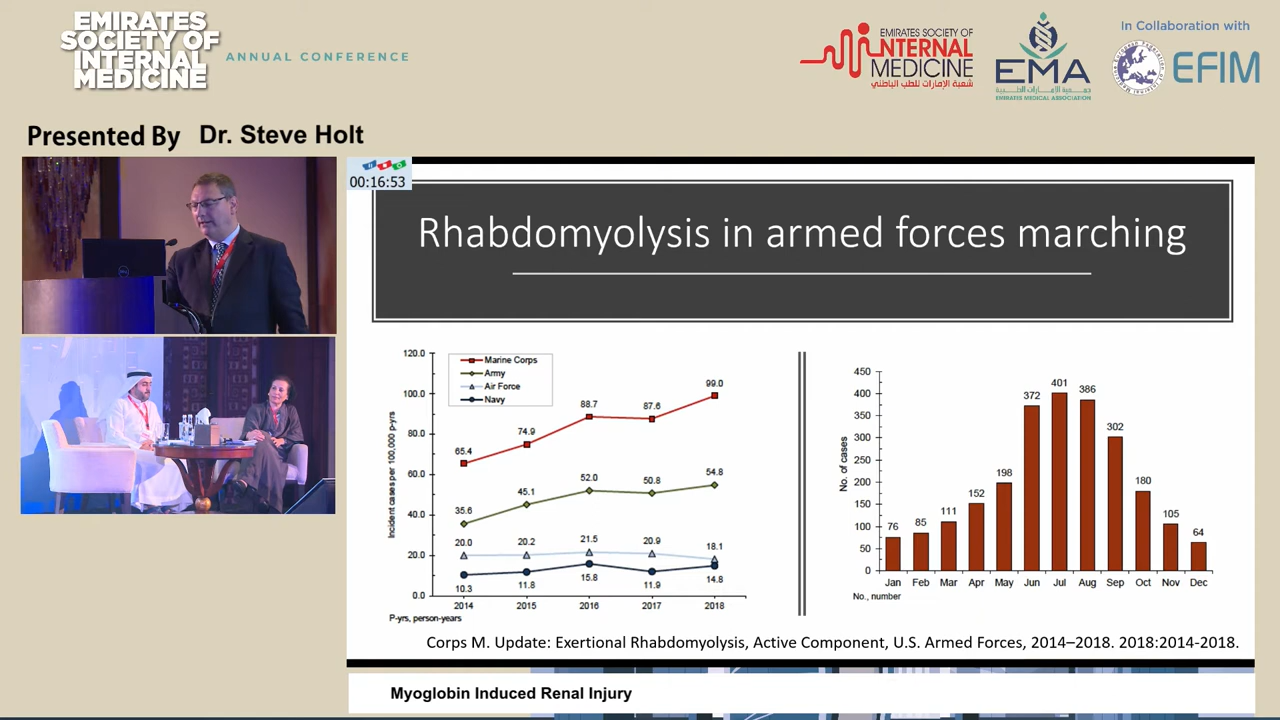 EMIRATES
SOCIETY OF
INTERNAL
MEDICINE
ANNUAL CONFERENCE
EMIRATES SOCIETY OF
INTERNAL
MEDICINE
شعبة الإمارات للطب الباطني
EMA
جمعية الإمارات الطبية
EMIRATES MEDICAL ASSOCIATION
In Collaboration with
EFIM
Presented By Dr. Steve Holt
00:16:53
Rhabdomyolysis in armed forces marching
Incident cases per 100,000 p-yrs
120.0
100.0
80.0
60.0
40.0
20.0
0.0
Marine Corps
Army
Air Force
Navy
65.4
74.9
88.7
87.6
99.0
35.6
45.1
52.0
50.8
54.8
20.0
20.2
21.5
20.9
18.1
10.3
11.8
15.8
11.9
14.8
2014 2015 2016 2017 2018
P-yrs, person-years
No. of cases
450
400
350
300
250
200
150
100
50
0
76 85 111 152 198 372 401 386 302 180 105 64
Jan Feb Mar Apr May Jun Jul Aug Sep Oct Nov Dec
No., number
Corps M. Update: Exertional Rhabdomyolysis, Active Component, U.S. Armed Forces, 2014–2018. 2018:2014-2018.
Myoglobin Induced Renal Injury